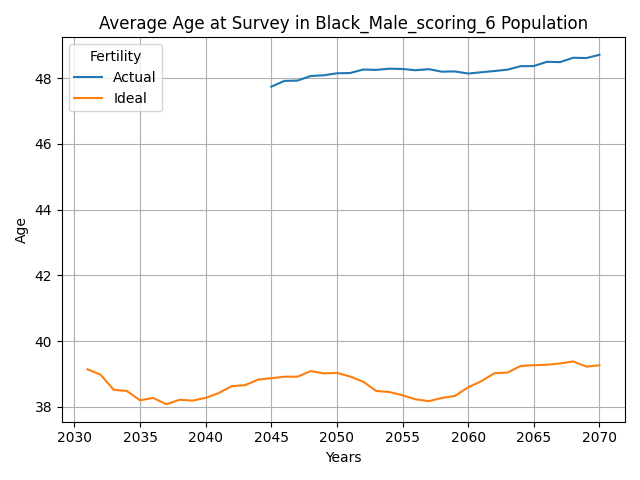 Average Age at Survey in Black_Male_scoring_6 Population
Fertility
Actual
Ideal
Age
48
46
44
42
40
38
2030 2035 2040 2045 2050 2055 2060 2065 2070
Years